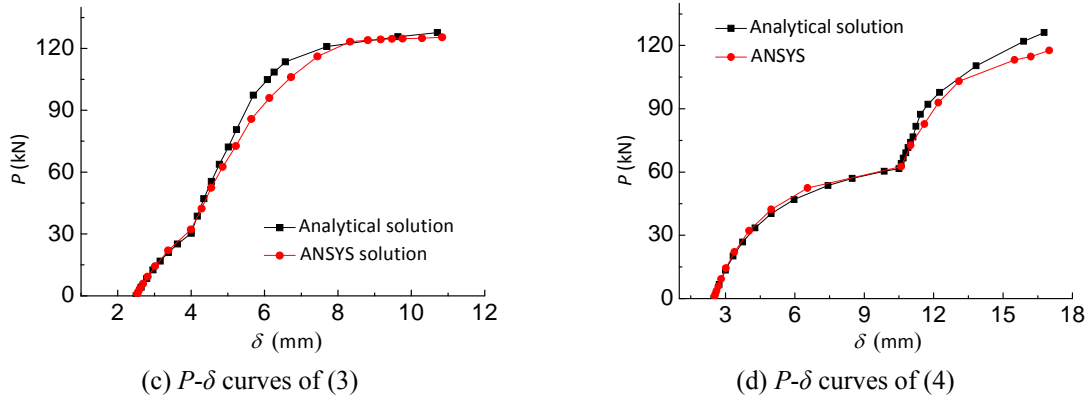 120
90
60
30
0
P (kN)
Analytical solution
ANSYS solution
2 4 6 8 10 12
δ (mm)
(c) P-δ curves of (3)
Analytical solution
ANSYS
120
90
60
30
0
P (kN)
3 6 9 12 15 18
δ (mm)
(d) P-δ curves of (4)